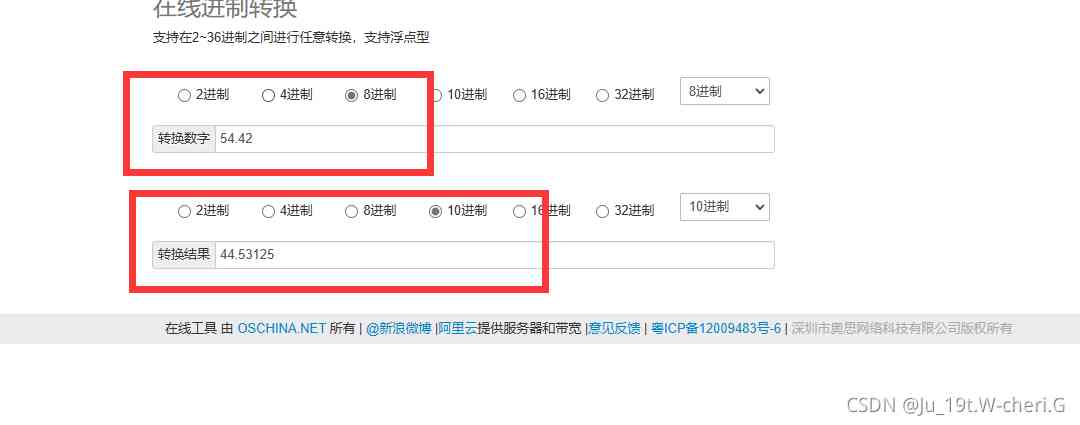 在线进制转换
支持在2~36进制之间进行任意转换，支持浮点型
2进制 4进制 8进制 10进制 16进制 32进制 8进制
转换数字 54.42
2进制 4进制 8进制 10进制 16进制 32进制 10进制
转换结果 44.53125
在线工具 由 OSCHINA.NET 所有 | @新浪微博 |阿里云提供服务器和带宽 |意见反馈 | 粤ICP备12009483号-6 | 深圳市奥思网络科技有限公司版权所有
CSDN @Ju_19t.W-cheri.G